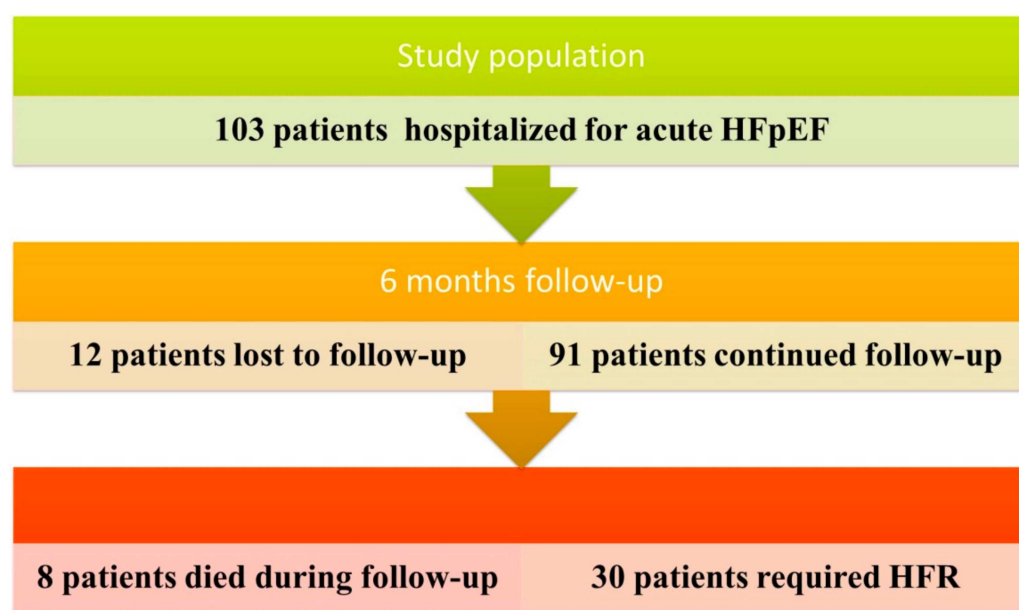 Study population
103 patients hospitalized for acute HFpEF
6 months follow-up
12 patients lost to follow-up
91 patients continued follow-up
8 patients died during follow-up
30 patients required HFR